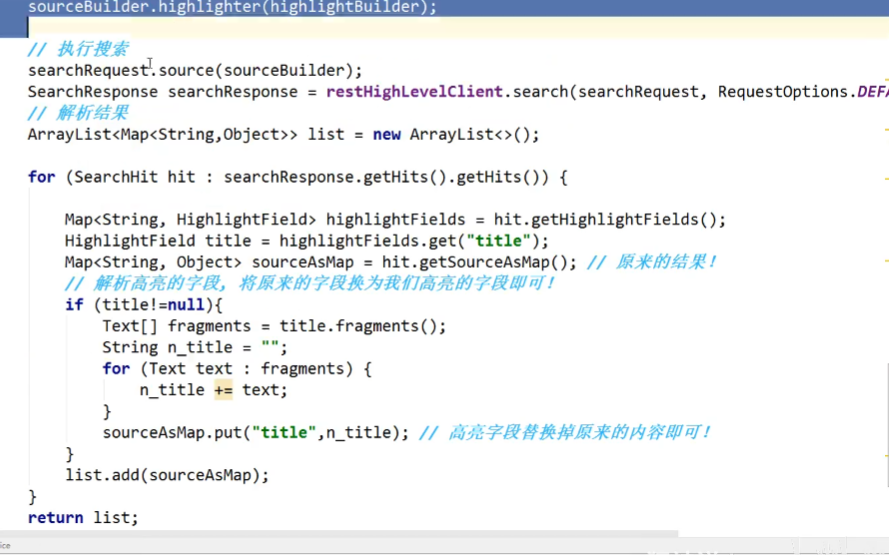 sourceBuilder.highlighter(highlightBuilder);
// 执行搜索
searchRequest.source(sourceBuilder);
SearchResponse searchResponse = restHighLevelClient.search(searchRequest, RequestOptions.DEFA
// 解析结果
ArrayList<Map<String,Object>> list = new ArrayList<>();
for (SearchHit hit : searchResponse.getHits().getHits()) {
Map<String, HighlightField> highlightFields = hit.getHighlightFields();
HighlightField title = highlightFields.get("title");
Map<String, Object> sourceAsMap = hit.getSourceAsMap(); // 原来的结果!
// 解析高亮的字段, 将原来的字段换为我们高亮的字段即可!
if (title!=null){
Text[] fragments = title.fragments();
String n_title = "";
for (Text text : fragments) {
n_title += text;
}
sourceAsMap.put("title",n_title); // 高亮字段替换掉原来的内容即可!
}
list.add(sourceAsMap);
}
return list;
ice